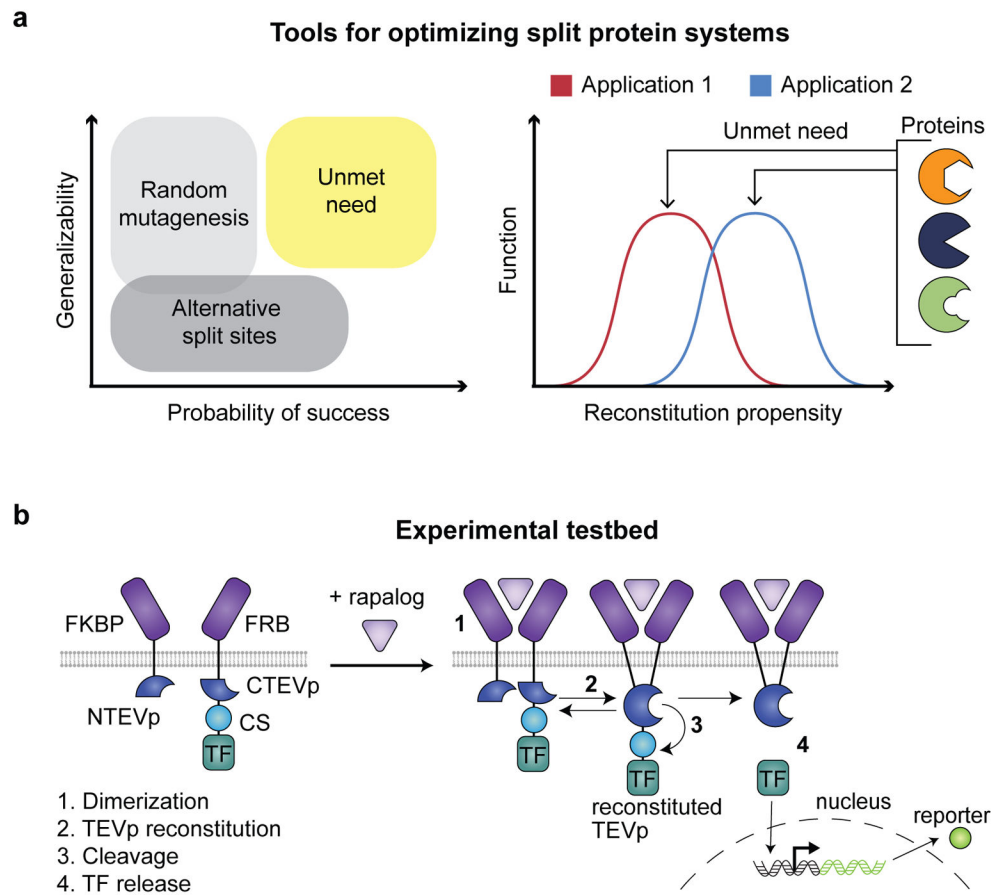 a
Tools for optimizing split protein systems
Generalizability
Random
mutagenesis
Unmet
need
Alternative
split sites
Probability of success
Application 1
Application 2
Unmet need
Proteins
Function
Reconstitution propensity
b
Experimental testbed
FKBP
FRB
NTEVp
CTEVp
CS
TF
+ rapalog
1
2
3
4
TF
TF
TF
reconstituted
TEVp
nucleus
reporter
1. Dimerization
2. TEVp reconstitution
3. Cleavage
4. TF release